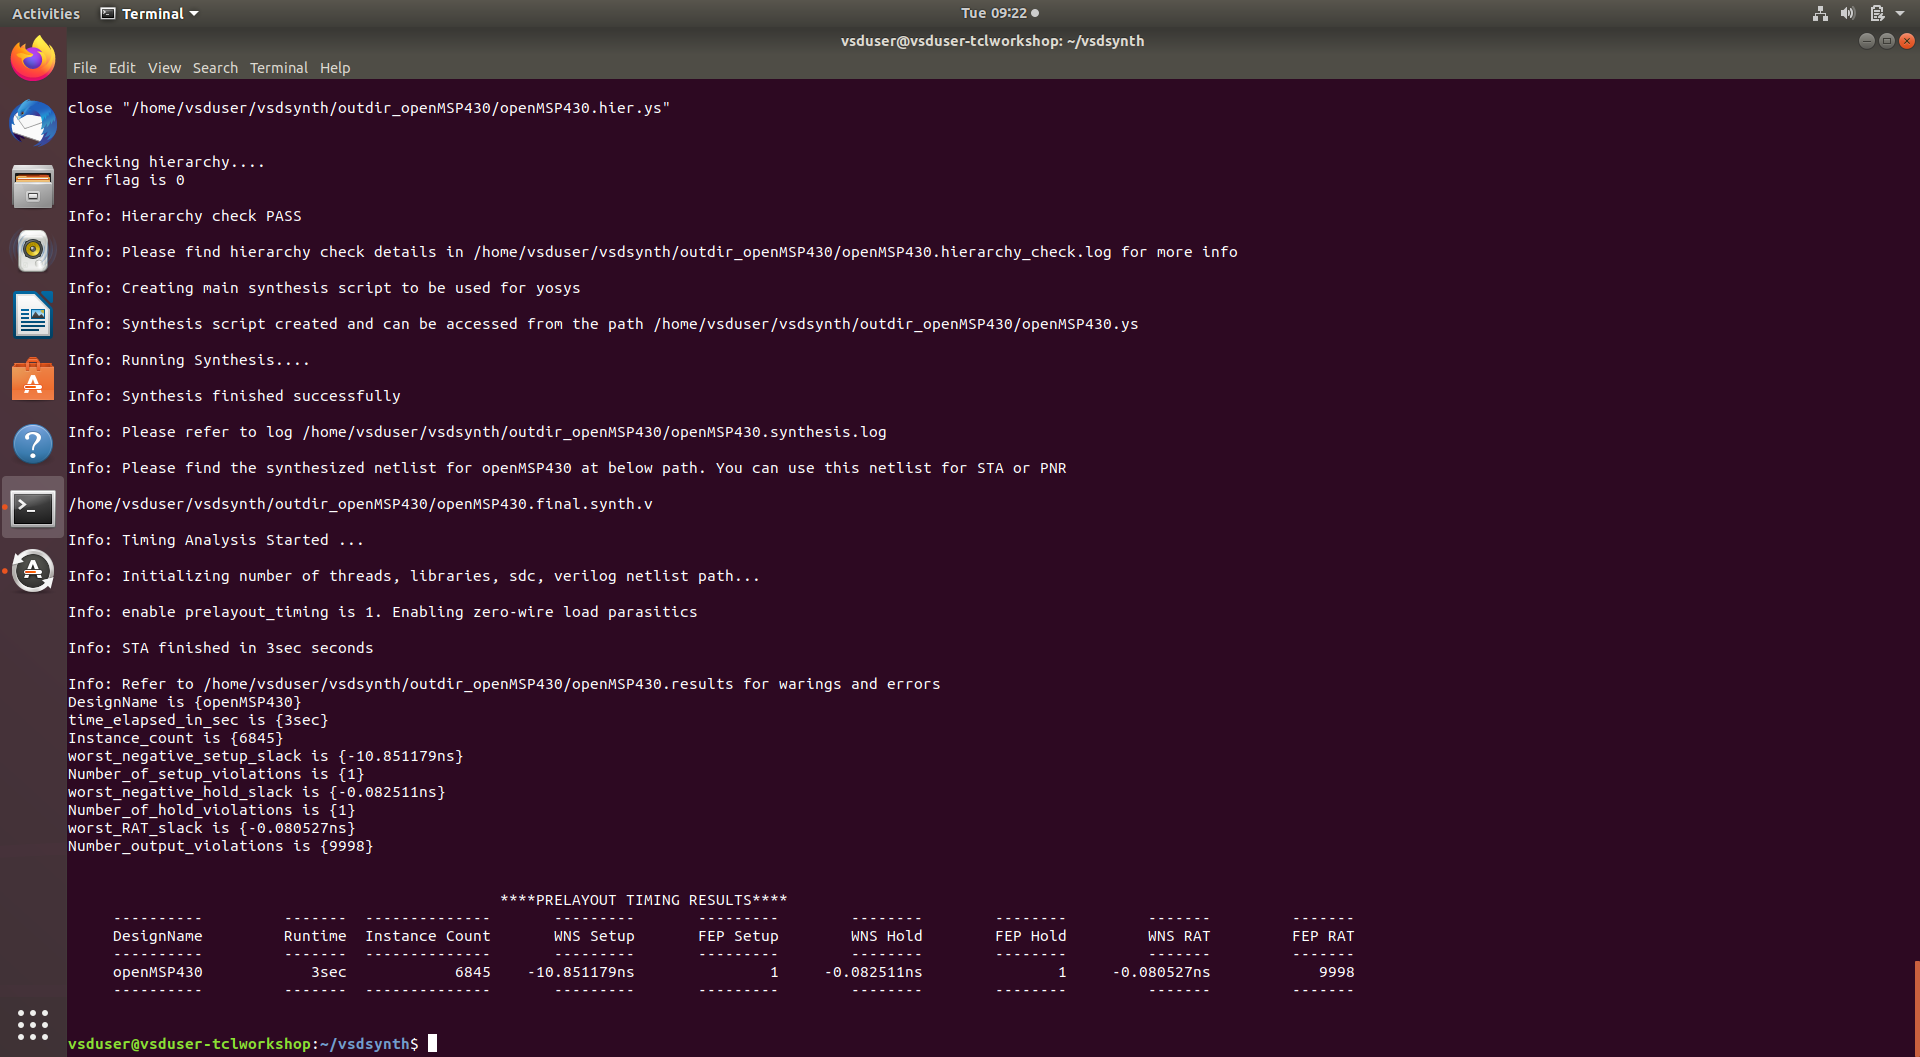 Activities Terminal Tue 09:22
vsduser@vsduser-tclworkshop: ~/vsdsynth
File Edit View Search Terminal Help
close "/home/vsduser/vsdsynth/outdir_openMSP430/openMSP430.hier.ys"
Checking hierarchy....
err flag is 0
Info: Hierarchy check PASS
Info: Please find hierarchy check details in /home/vsduser/vsdsynth/outdir_openMSP430/openMSP430.hierarchy_check.log for more info
Info: Creating main synthesis script to be used for yosys
Info: Synthesis script created and can be accessed from the path /home/vsduser/vsdsynth/outdir_openMSP430/openMSP430.ys
Info: Running Synthesis....
Info: Synthesis finished successfully
Info: Please refer to log /home/vsduser/vsdsynth/outdir_openMSP430/openMSP430.synthesis.log
Info: Please find the synthesized netlist for openMSP430 at below path. You can use this netlist for STA or PNR
/home/vsduser/vsdsynth/outdir_openMSP430/openMSP430.final.synth.v
Info: Timing Analysis Started ...
Info: Initializing number of threads, libraries, sdc, verilog netlist path...
Info: enable prelayout_timing is 1. Enabling zero-wire load parasitics
Info: STA finished in 3sec seconds
Info: Refer to /home/vsduser/vsdsynth/outdir_openMSP430/openMSP430.results for warings and errors
DesignName is {openMSP430}
time_elapsed_in_sec is {3sec}
Instance_count is {6845}
worst_negative_setup_slack is {-10.851179ns}
Number_of_setup_violations is {1}
worst_negative_hold_slack is {-0.082511ns}
Number_of_hold_violations is {1}
worst_RAT_slack is {-0.080527ns}
Number_output_violations is {9998}
****PRELAYOUT TIMING RESULTS****
---------- ------- -------------- --------- --------- -------- -------- ------- -------
DesignName Runtime Instance Count WNS Setup FEP Setup WNS Hold FEP Hold WNS RAT FEP RAT
---------- ------- -------------- --------- --------- -------- -------- ------- -------
openMSP430 3sec 6845 -10.851179ns 1 -0.082511ns 1 -0.080527ns 9998
---------- ------- -------------- --------- --------- -------- -------- ------- -------
vsduser@vsduser-tclworkshop:~/vsdsynth$